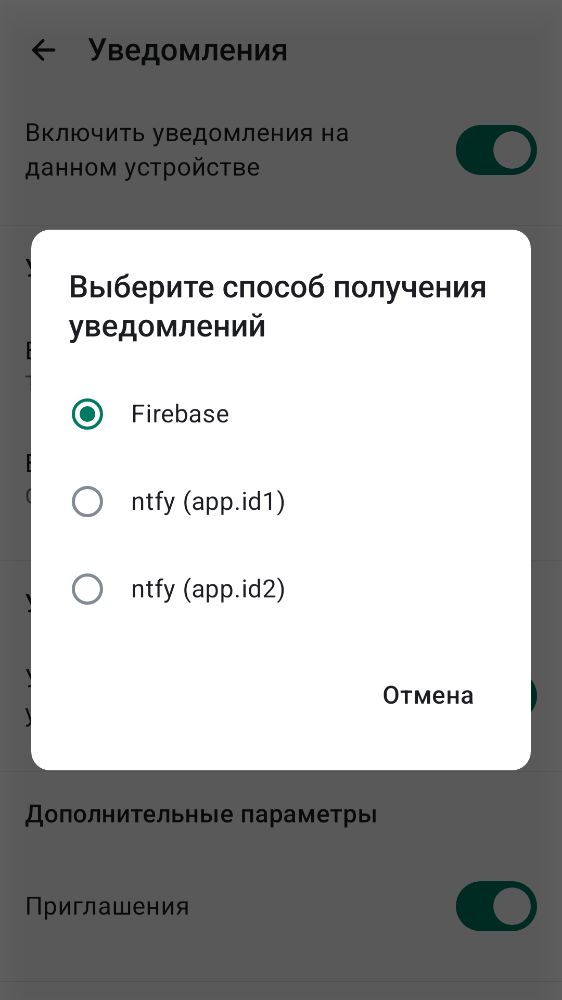 Уведомления
Включить уведомления на
данном устройстве
Выберите способ получения
уведомлений
Firebase
ntfy (app.id1)
ntfy (app.id2)
Отмена
Дополнительные параметры
Приглашения